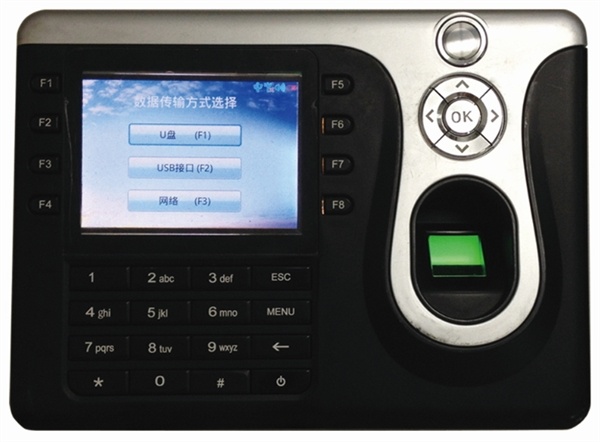 数据传输方式选择
U盘 (F1)
USB接口 (F2)
网络 (F3)
F1
F2
F3
F4
F5
F6
F7
F8
OK
1 2 abc 3 def ESC
4 ghi 5 jkl 6 mno MENU
7 pqrs 8 tuv 9 wxyz ←
* 0 #